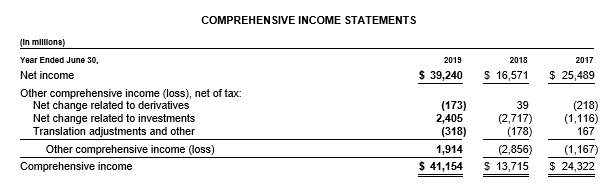 COMPREHENSIVE INCOME STATEMENTS
(In millions)
Year Ended June 30, 2019 2018 2017
Net income $ 39,240 $ 16,571 $ 25,489
Other comprehensive income (loss), net of tax:
Net change related to derivatives (173) 39 (218)
Net change related to investments 2,405 (2,717) (1,116)
Translation adjustments and other (318) (178) 167
Other comprehensive income (loss) 1,914 (2,856) (1,167)
Comprehensive income $ 41,154 $ 13,715 $ 24,322